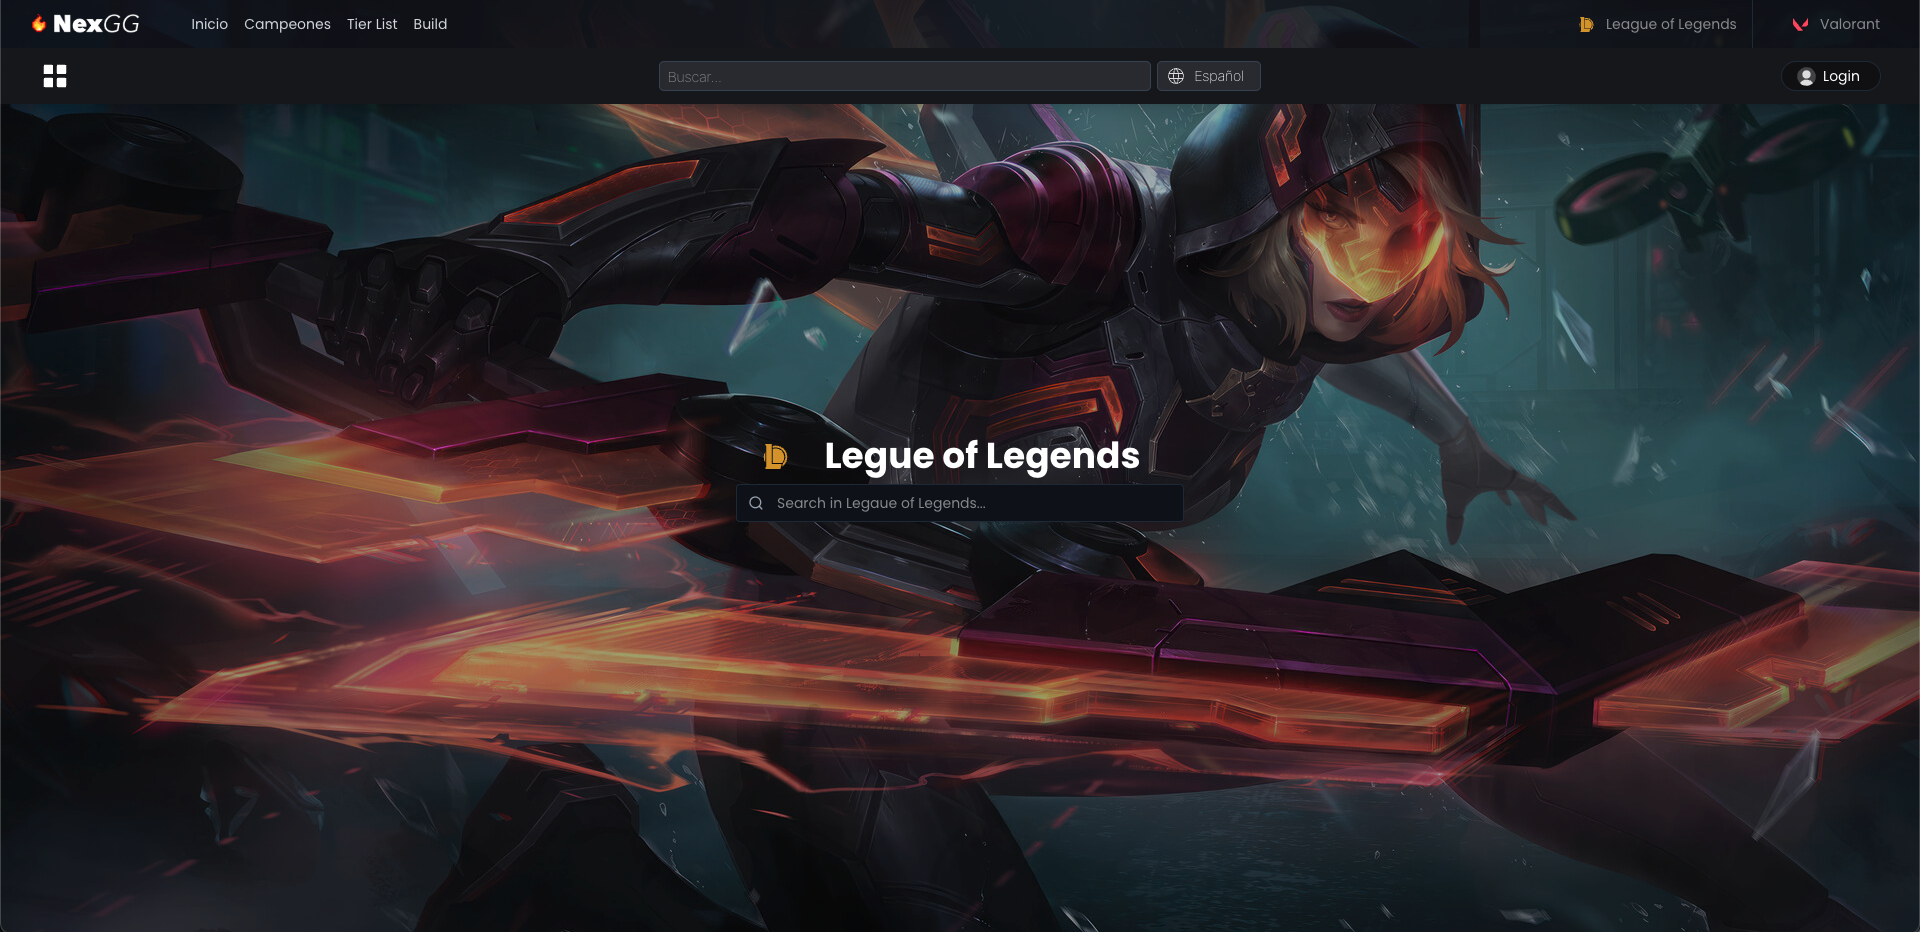 NexGG Inicio Campeones Tier List Build League of Legends Valorant
Buscar... Español Login
Legue of Legends
Search in Legaue of Legends...